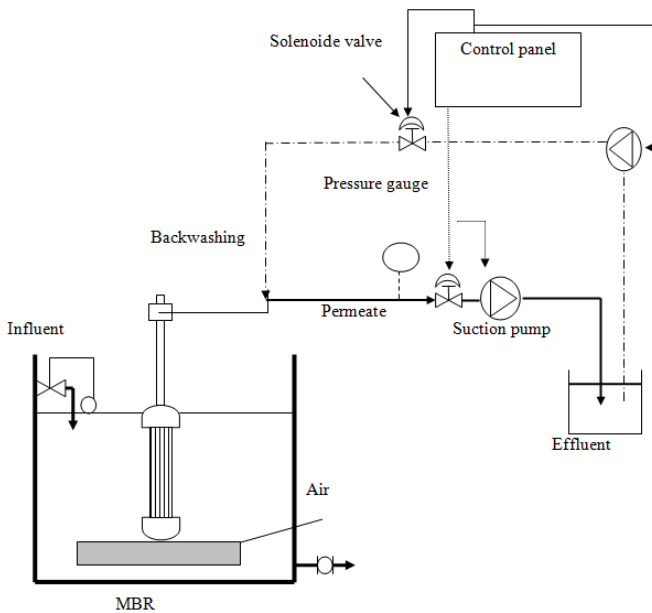 Solenoide valve
Control panel
Pressure gauge
Backwashing
Permeate
Suction pump
Influent
Effluent
Air
MBR